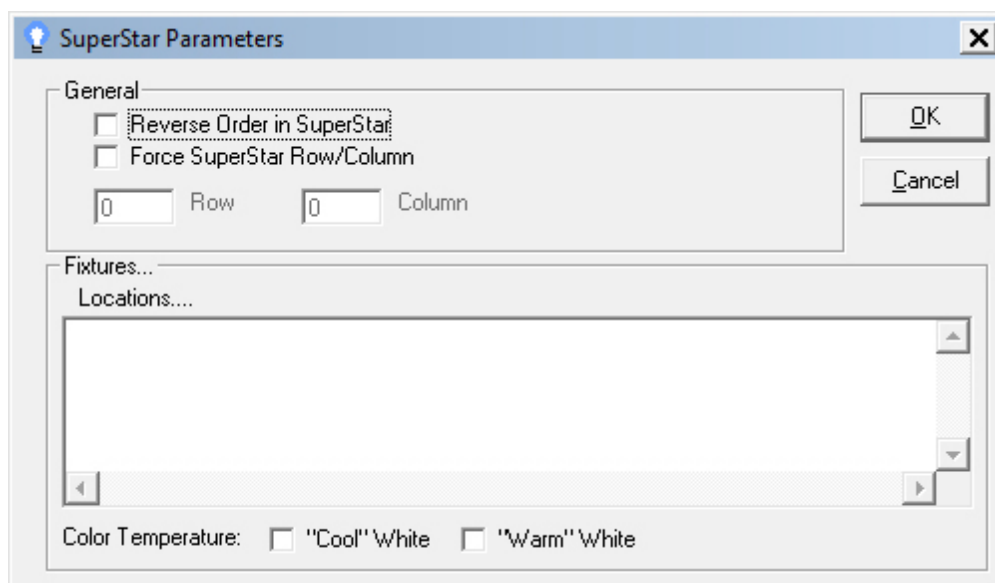 SuperStar Parameters
General
Reverse Order in SuperStar
Force SuperStar Row/Column
0 Row 0 Column
OK
Cancel
Fixtures...
Locations....
Color Temperature: "Cool" White "Warm" White